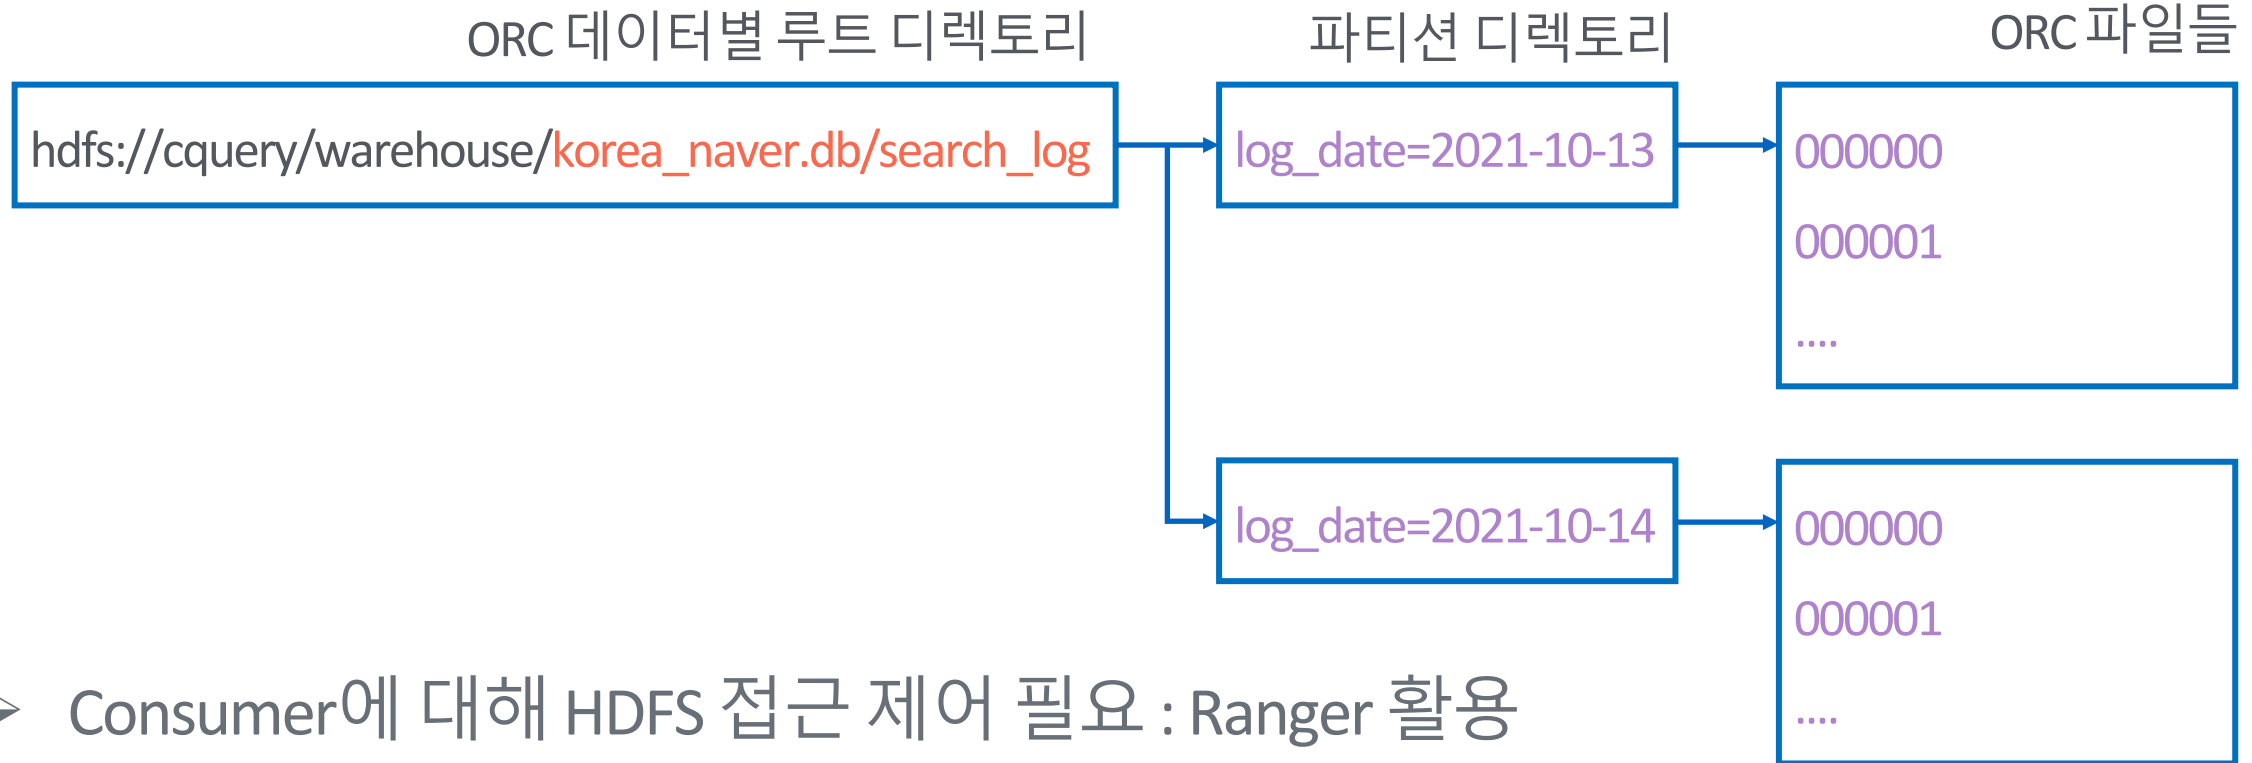 ORC 데이터별 루트 디렉토리
파티션 디렉토리
ORC 파일들
hdfs://cquery/warehouse/korea_naver.db/search_log
log_date=2021-10-13
000000
000001
....
log_date=2021-10-14
000000
000001
....
Consumer에 대해 HDFS 접근 제어 필요 : Ranger 활용